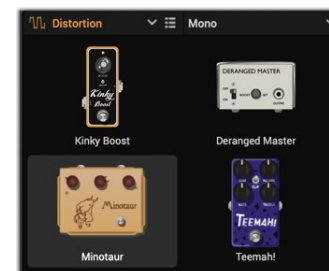 Distortion
Mono
Kinky
Boost
DERANGED MASTER
Kinky Boost
Deranged Master
Minotaur
TEEMAH!
Minotaur
Teemah!